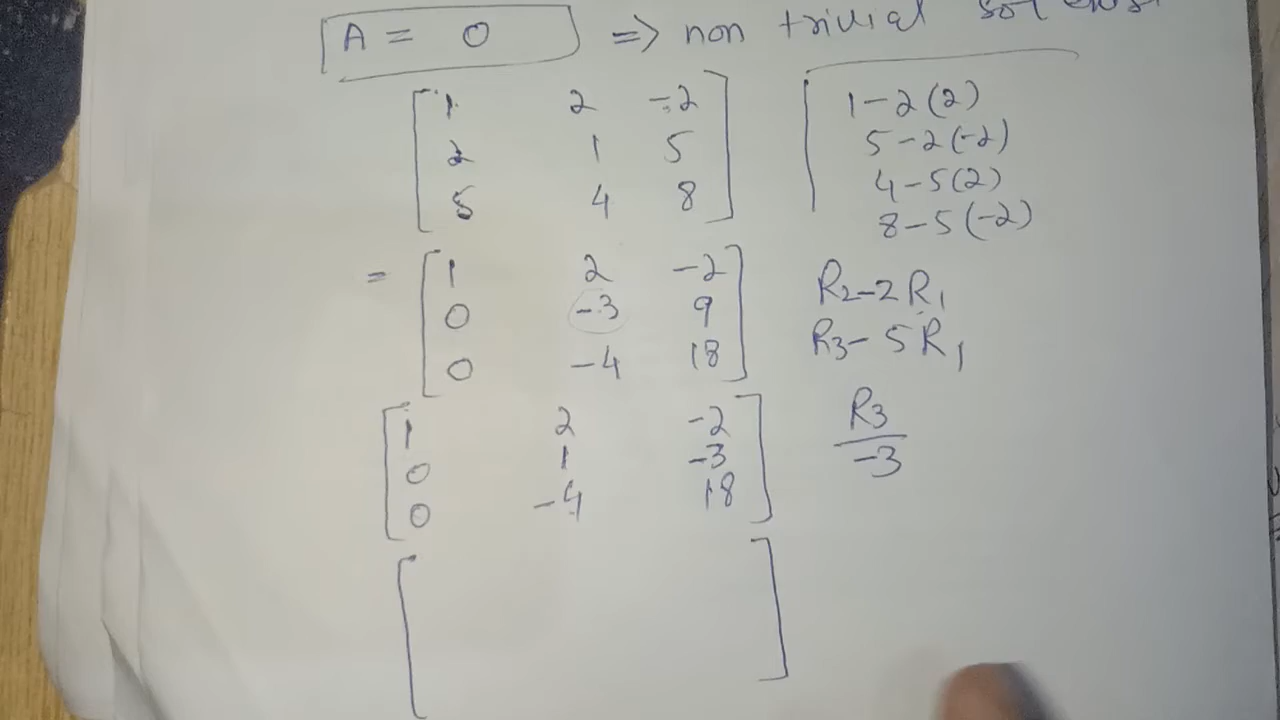 A = 0 => non trivial sol
1 2 -2
2 1 5
5 4 8
1-2(2)
5-2(-2)
4-5(2)
8-5(-2)
= 1 2 -2
0 -3 9
0 -4 18
R2-2R1
R3-5R1
1 2 -2
0 1 -3
0 -4 18
R3
-3